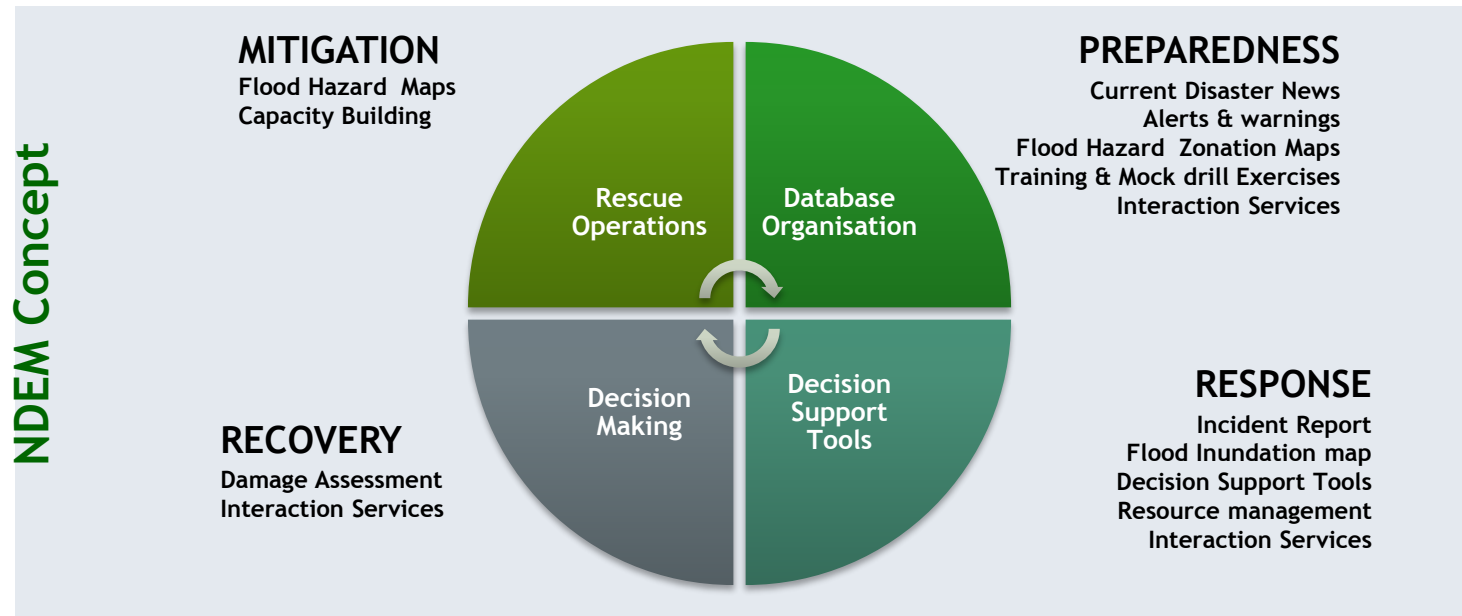 NDEM Concept
MITIGATION
Flood Hazard Maps
Capacity Building
PREPAREDNESS
Current Disaster News
Alerts & warnings
Flood Hazard Zonation Maps
Training & Mock drill Exercises
Interaction Services
Rescue
Operations
Database
Organisation
Decision
Making
Decision
Support
Tools
RECOVERY
Damage Assessment
Interaction Services
RESPONSE
Incident Report
Flood Inundation map
Decision Support Tools
Resource management
Interaction Services